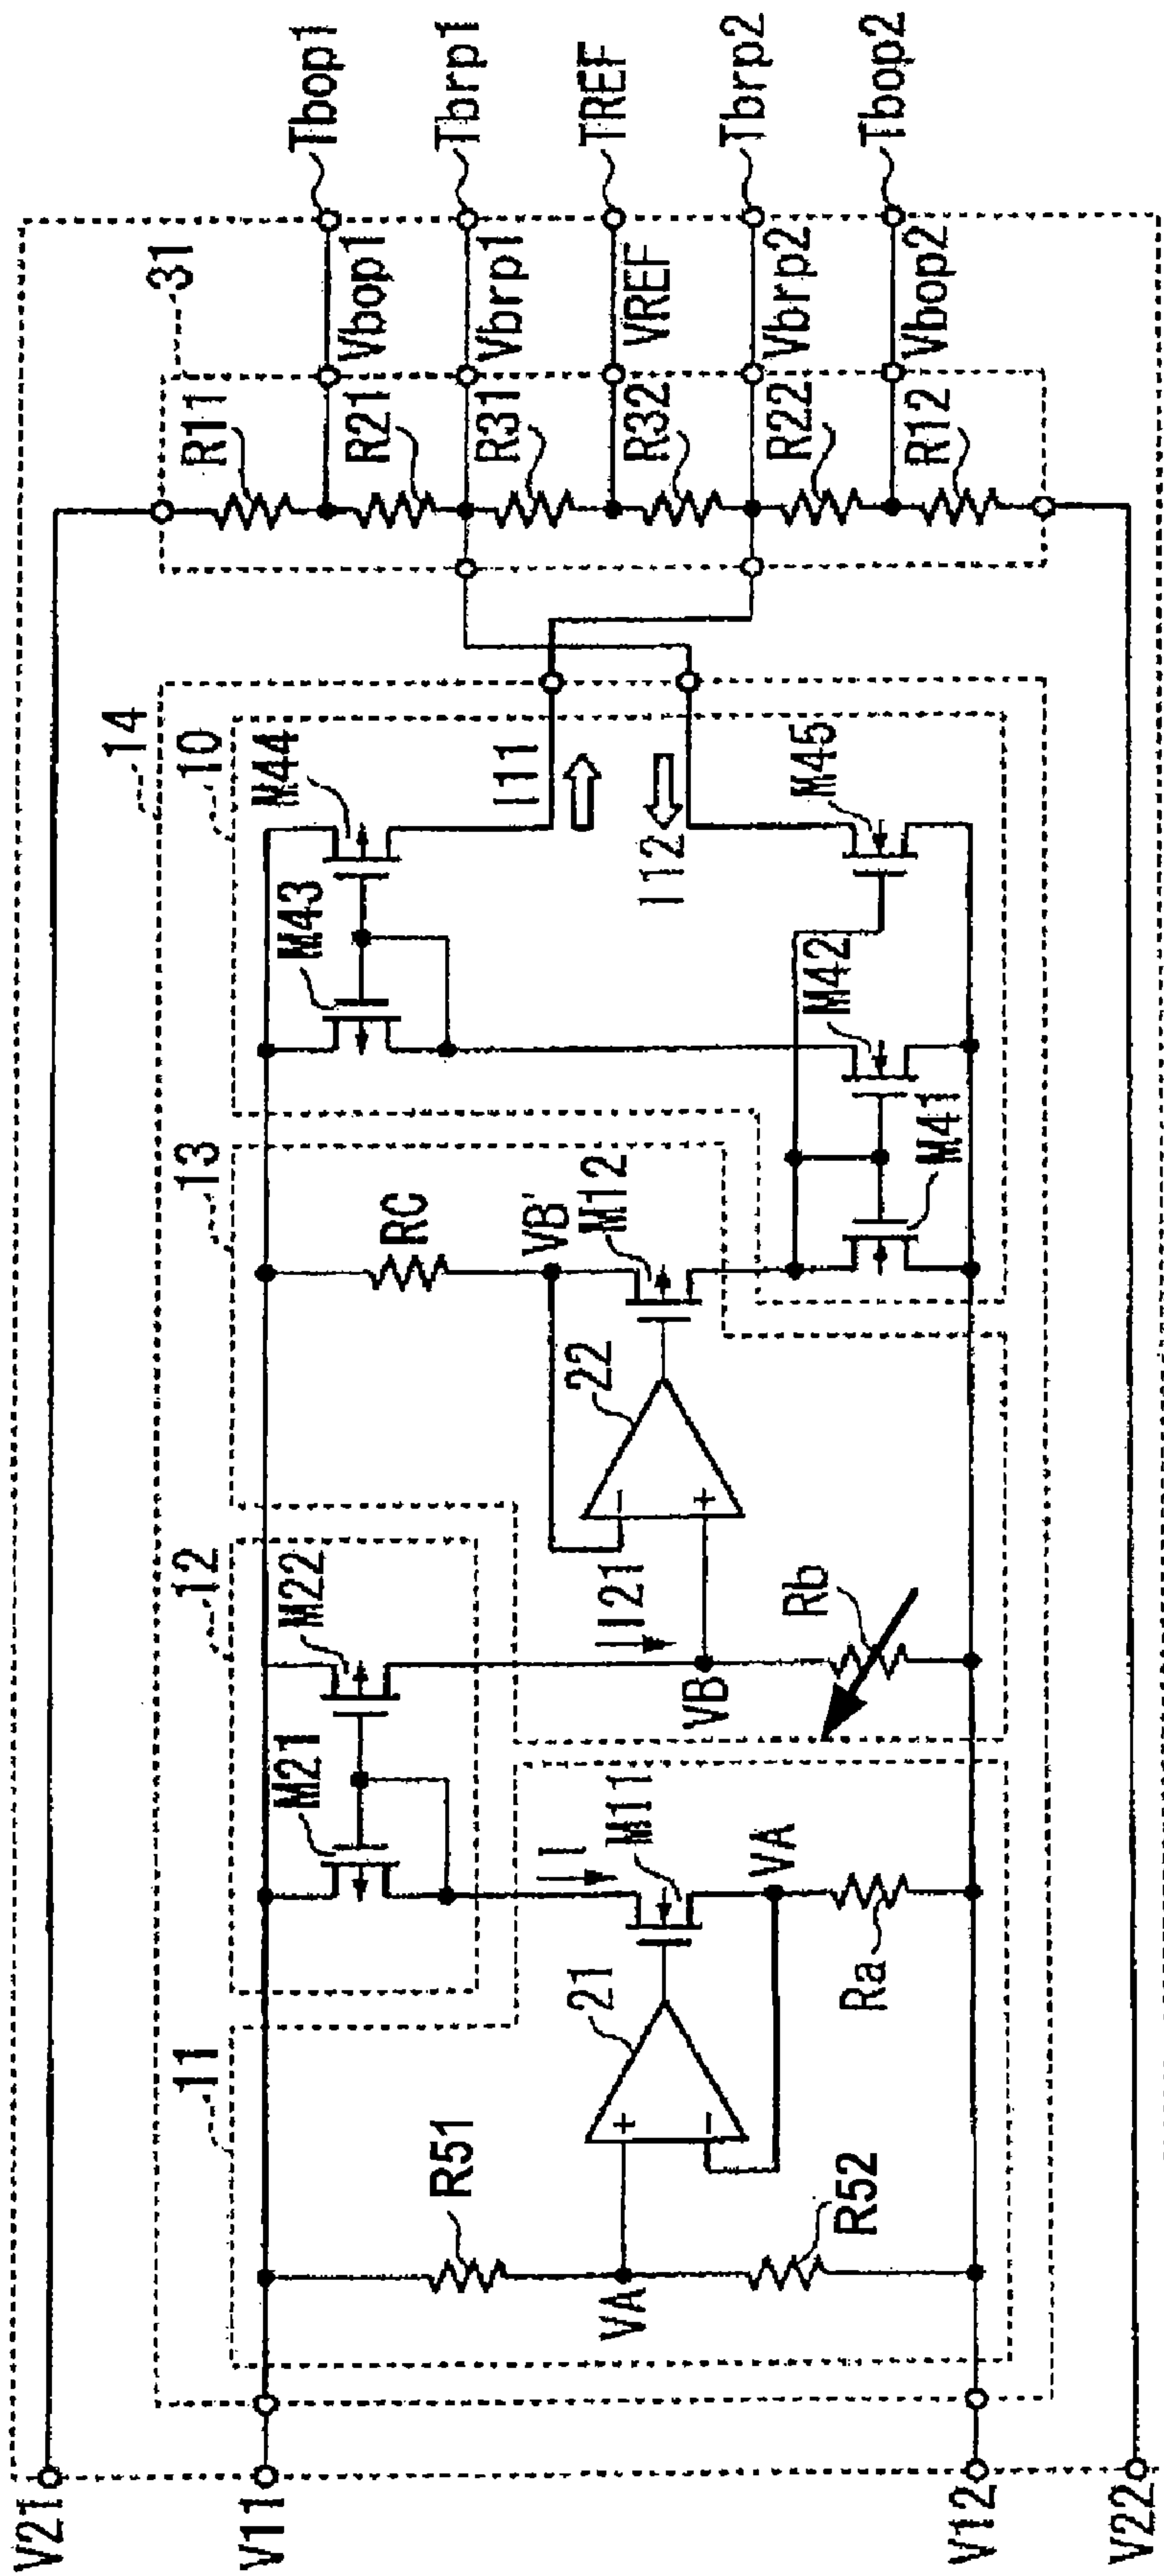 V21
V11
V12
V22
14
11
12
13
10
31
R51
VA
R52
21
M11
I
VA
Ra
M21
M22
I21
VB
Rb
22
RC
VB'
M12
M41
M42
M43
M44
M45
I11
I12
R11
R21
R31
R32
R22
R12
Vbop1
Vbrp1
VREF
Vbrp2
Vbop2
Tbop1
Tbrp1
TREF
Tbrp2
Tbop2
+
−
−
+